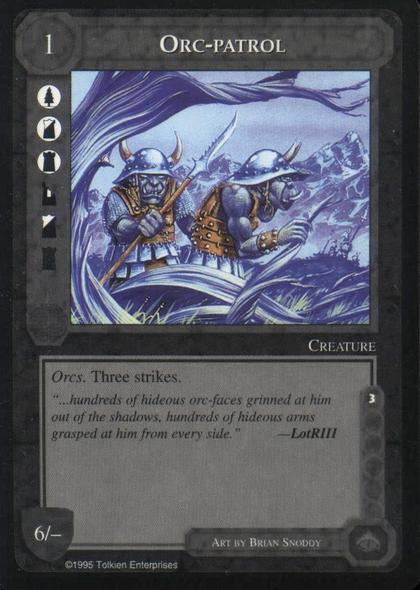 1
ORC-PATROL
CREATURE
Orcs. Three strikes.
"...hundreds of hideous orc-faces grinned at him
out of the shadows, hundreds of hideous arms
grasped at him from every side." —LotRIII
3
6/–
ART BY BRIAN SNODDY
©1995 Tolkien Enterprises